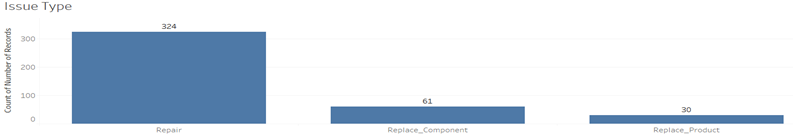 Issue Type
Count of Number of Records
300
200
100
0
324
61
30
Repair
Replace_Component
Replace_Product